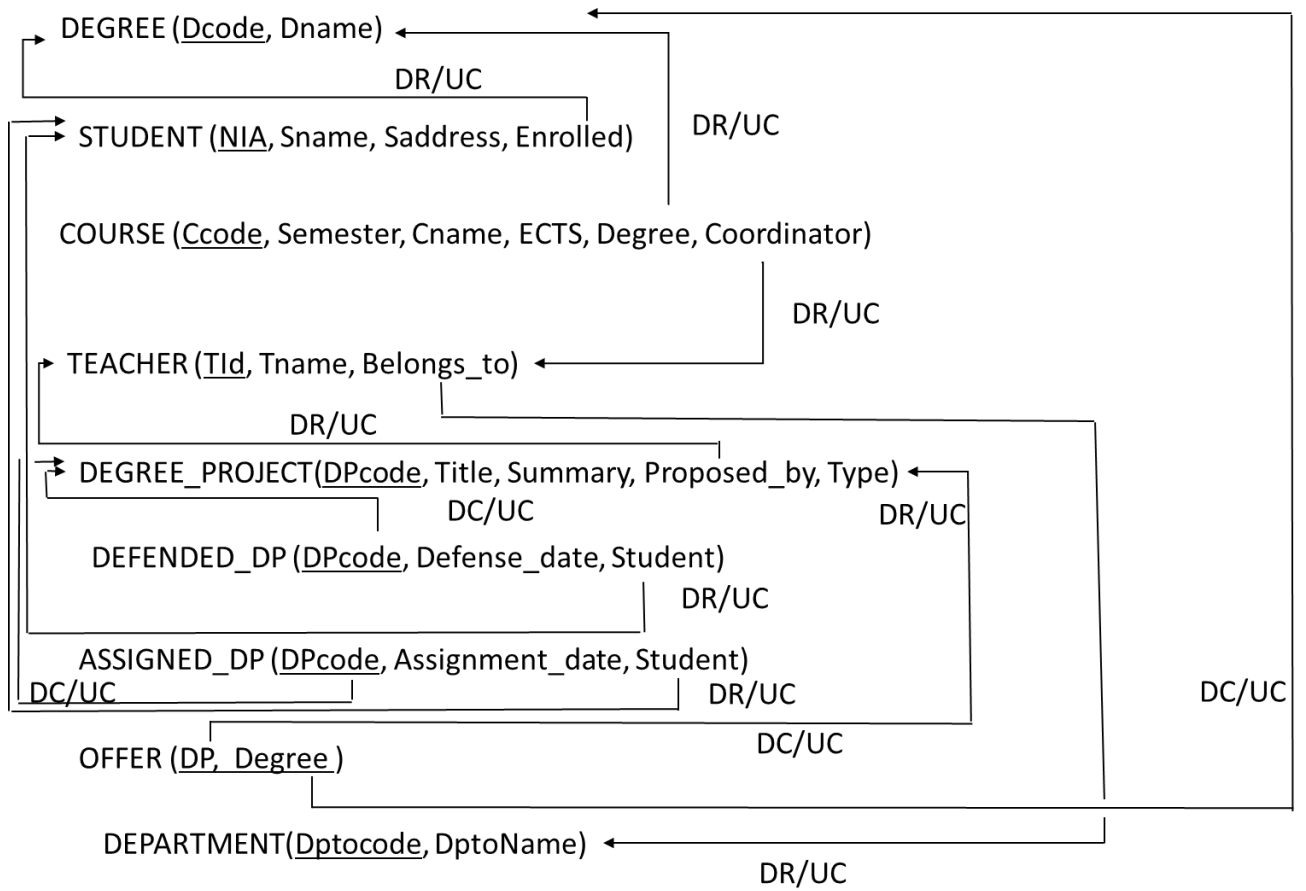 DEGREE (Dcode, Dname)
DR/UC
STUDENT (NIA, Sname, Saddress, Enrolled)
DR/UC
COURSE (Ccode, Semester, Cname, ECTS, Degree, Coordinator)
DR/UC
TEACHER (TId, Tname, Belongs_to)
DR/UC
DEGREE_PROJECT(DPcode, Title, Summary, Proposed_by, Type)
DC/UC
DR/UC
DEFENDED_DP (DPcode, Defense_date, Student)
DR/UC
ASSIGNED_DP (DPcode, Assignment_date, Student)
DC/UC
DR/UC
DC/UC
DC/UC
OFFER (DP, Degree )
DEPARTMENT(Dptocode, DptoName)
DR/UC